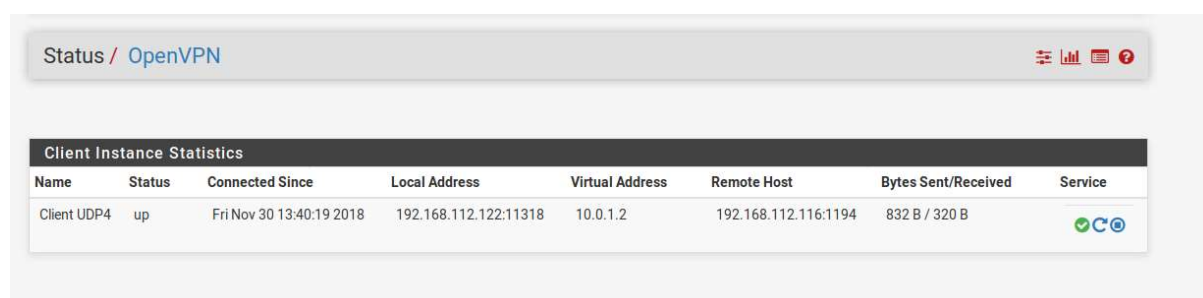 Status / OpenVPN
Client Instance Statistics
Name Status Connected Since Local Address Virtual Address Remote Host Bytes Sent/Received Service
Client UDP4 up Fri Nov 30 13:40:19 2018 192.168.112.122:11318 10.0.1.2 192.168.112.116:1194 832 B / 320 B